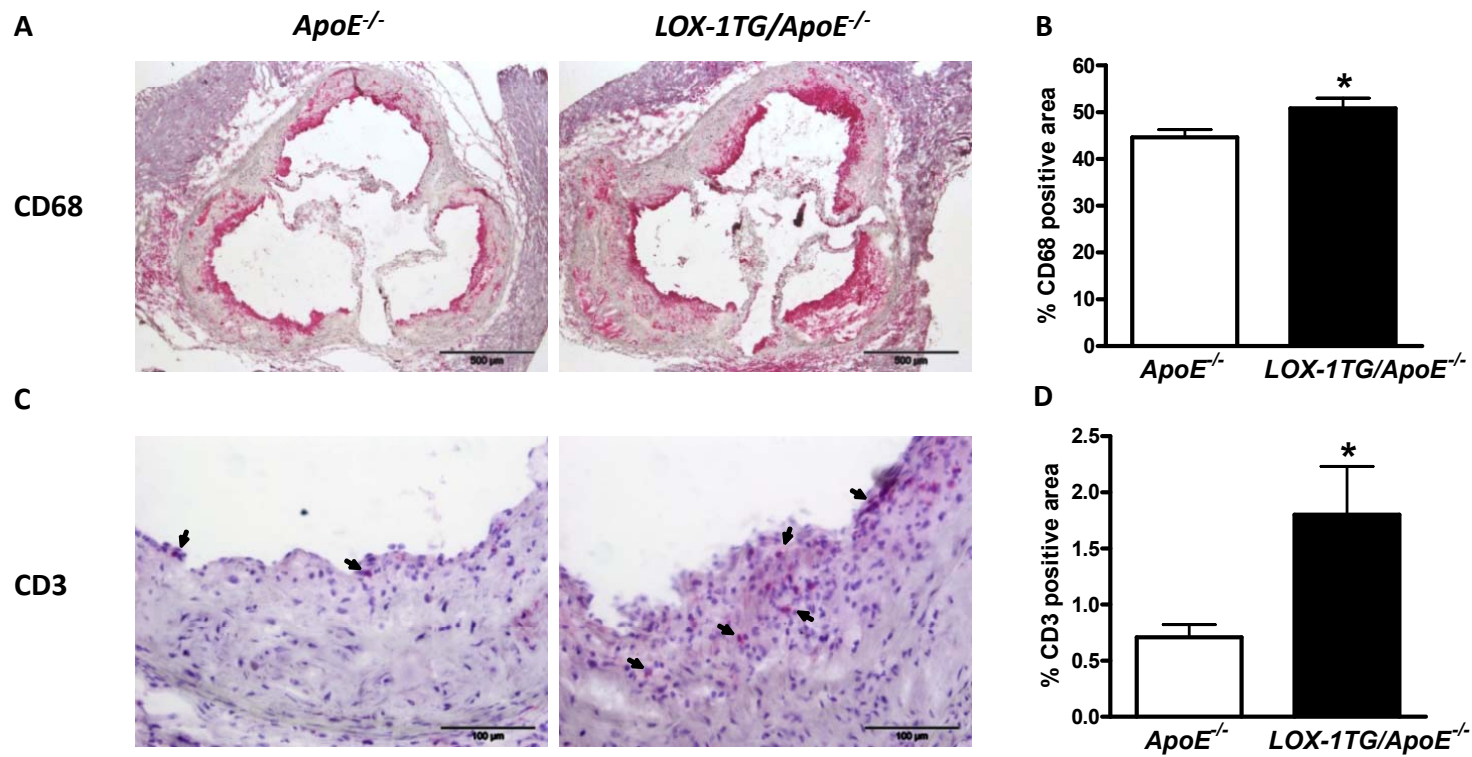 A
ApoE-/-
LOX-1TG/ApoE-/-
CD68
500 µm
500 µm
B
% CD68 positive area
60
50
40
30
20
10
0
*
ApoE-/-
LOX-1TG/ApoE-/-
C
CD3
100 µm
100 µm
D
% CD3 positive area
2.5
2.0
1.5
1.0
0.5
0.0
*
ApoE-/-
LOX-1TG/ApoE-/-